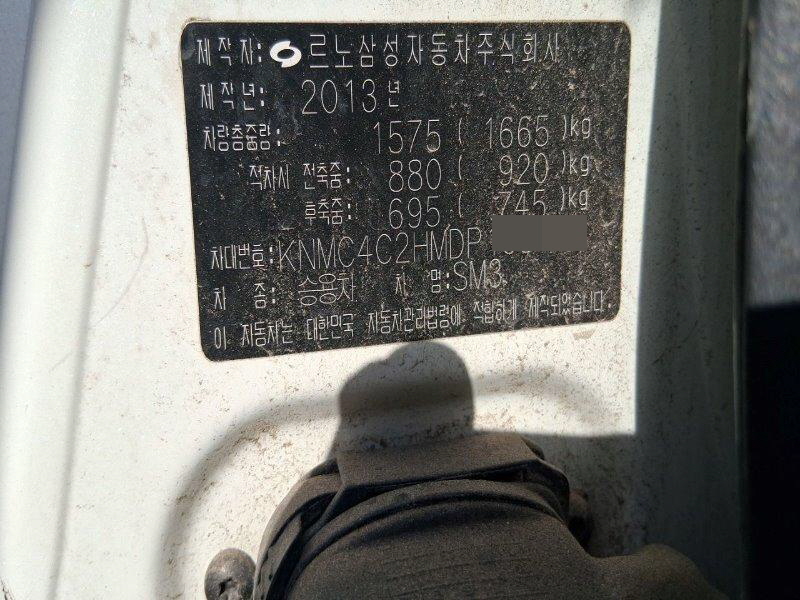 제작자: 르노삼성자동차주식회사
제작년: 2013년
차량총중량: 1575 ( 1665 )kg
적차시 전축중: 880 ( 920 )kg
후축중: 695 ( 745 )kg
차대번호: KNMC4C2HMDP
차 종: 승용차 차 명: SM3
이 자동차는 대한민국 자동차관리법령에 적합하게 제작되었습니다.